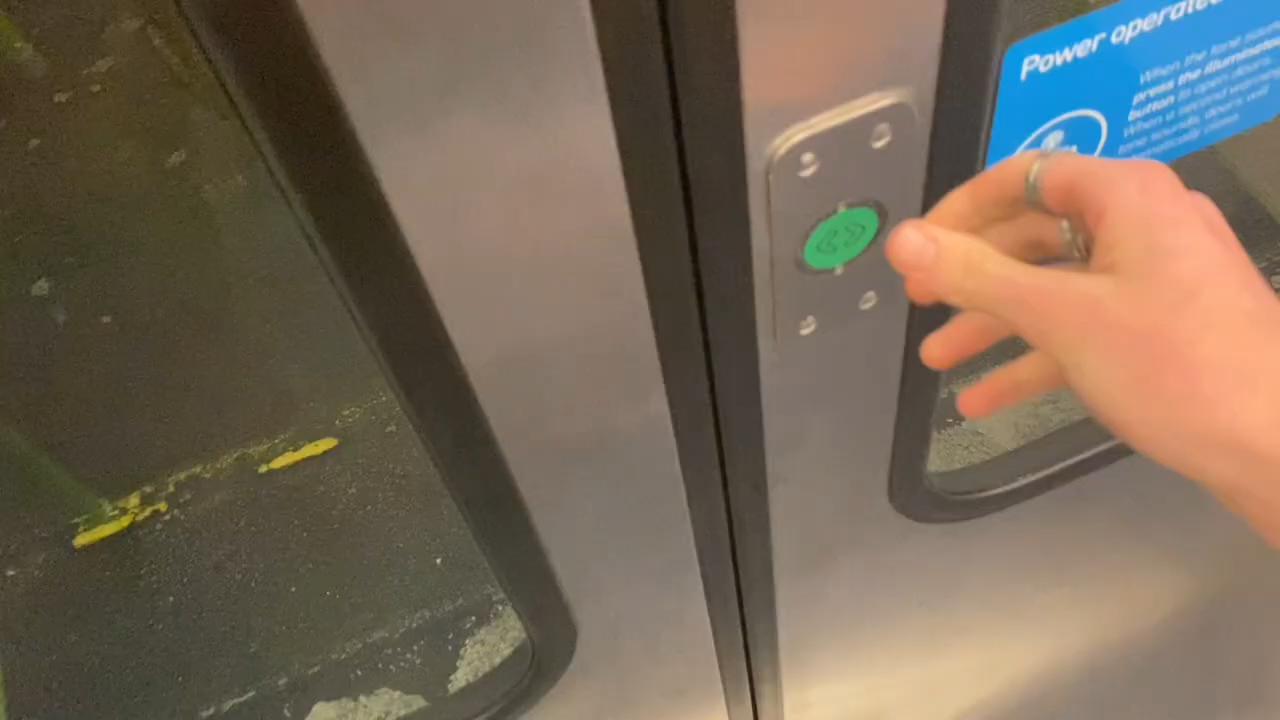 Power operated
When the tone sounds
press the illuminated
button to open doors.
When a second warning
tone sounds, doors will
automatically close